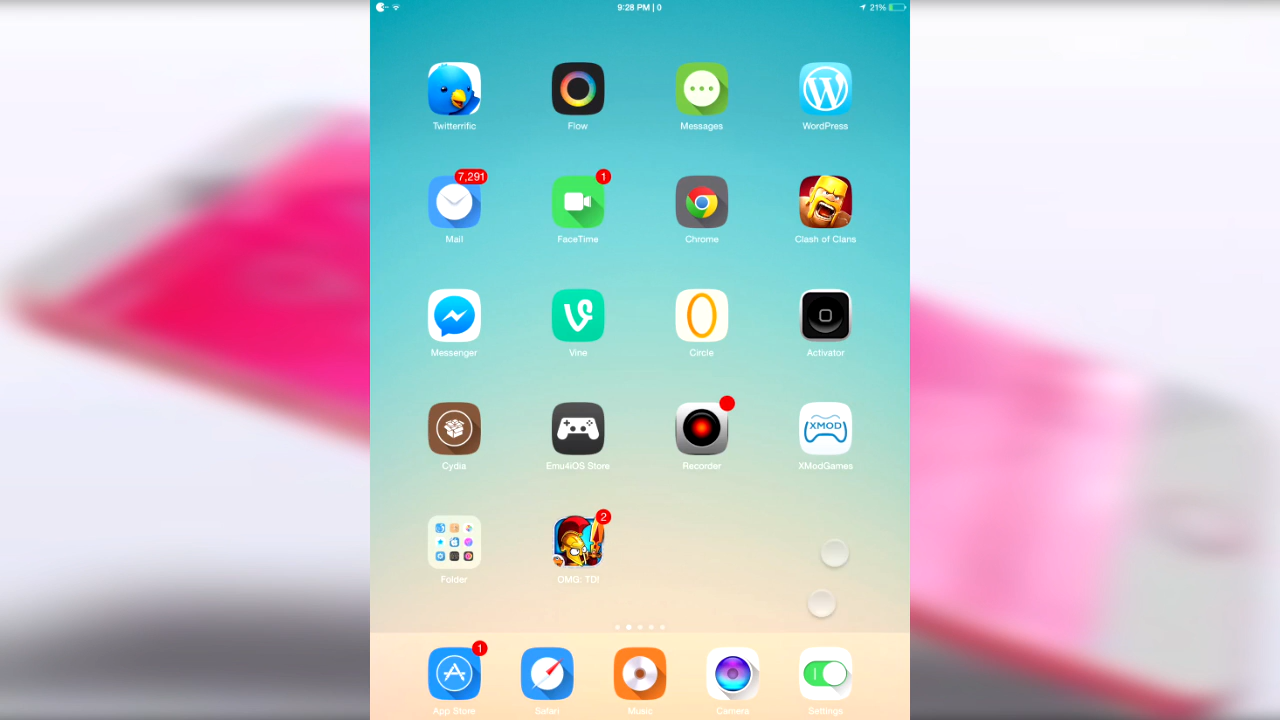 9:28 PM | 0
21%
Twitterrific
Flow
Messages
WordPress
7,291
1
Mail
FaceTime
Chrome
Clash of Clans
Messenger
Vine
Circle
Activator
XMOD
Cydia
Emu4iOS Store
Recorder
XModGames
2
Folder
OMG: TD!
1
App Store
Safari
Music
Camera
Settings